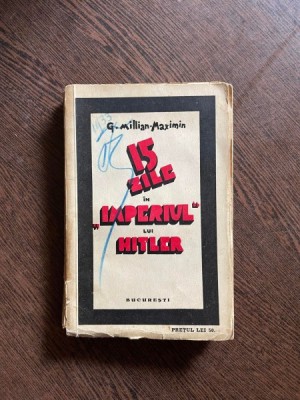 G. Millian-Maximin
15
ZILE
în
„IMPERIUL"
LUI
HITLER
BUCUREȘTI
PREȚUL LEI 50.